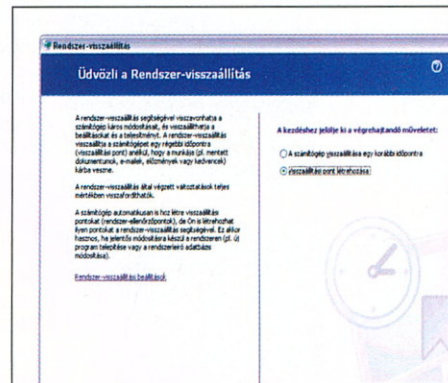 Rendszer-visszaállítás
Üdvözli a Rendszer-visszaállítás
A rendszer-visszaállítás segítségével visszavonhatja a
számítógép káros módosításait, és visszaállíthatja a
beállításokat és a teljesítményt. A rendszer-visszaállítás
visszaállítja a számítógépet egy régebbi időpontra
(visszaállítási pont) anélkül, hogy a munkája (pl. mentett
dokumentumok, e-mailek, előzmények vagy kedvencek)
kárba veszne.
A rendszer-visszaállítás által végzett változtatások teljes
mértékben visszafordíthatók.
A számítógép automatikusan is hoz létre visszaállítási
pontokat (rendszer-ellenőrzőpontok), de Ön is létrehozhat
ilyen pontokat a rendszer-visszaállítás segítségével. Ez akkor
hasznos, ha jelentős módosításra készül a rendszeren (pl. új
program telepítése vagy a rendszerleíró adatbázis
módosítása).
Rendszer-visszaállítás beállítások
A kezdéshez jelölje ki a végrehajtandó műveletet:
A számítógép visszaállítása egy korábbi időpontra
Visszaállítási pont létrehozása